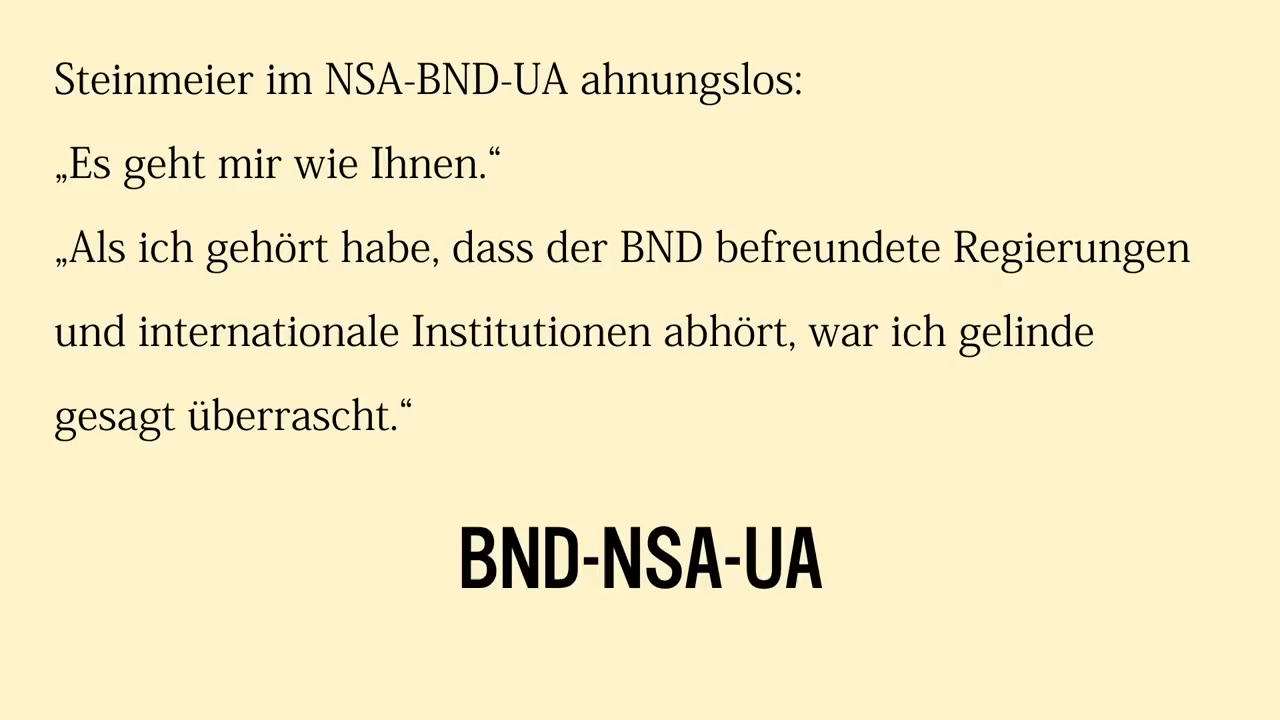 Steinmeier im NSA-BND-UA ahnungslos:
„Es geht mir wie Ihnen.“
„Als ich gehört habe, dass der BND befreundete Regierungen
und internationale Institutionen abhört, war ich gelinde
gesagt überrascht.“
BND-NSA-UA